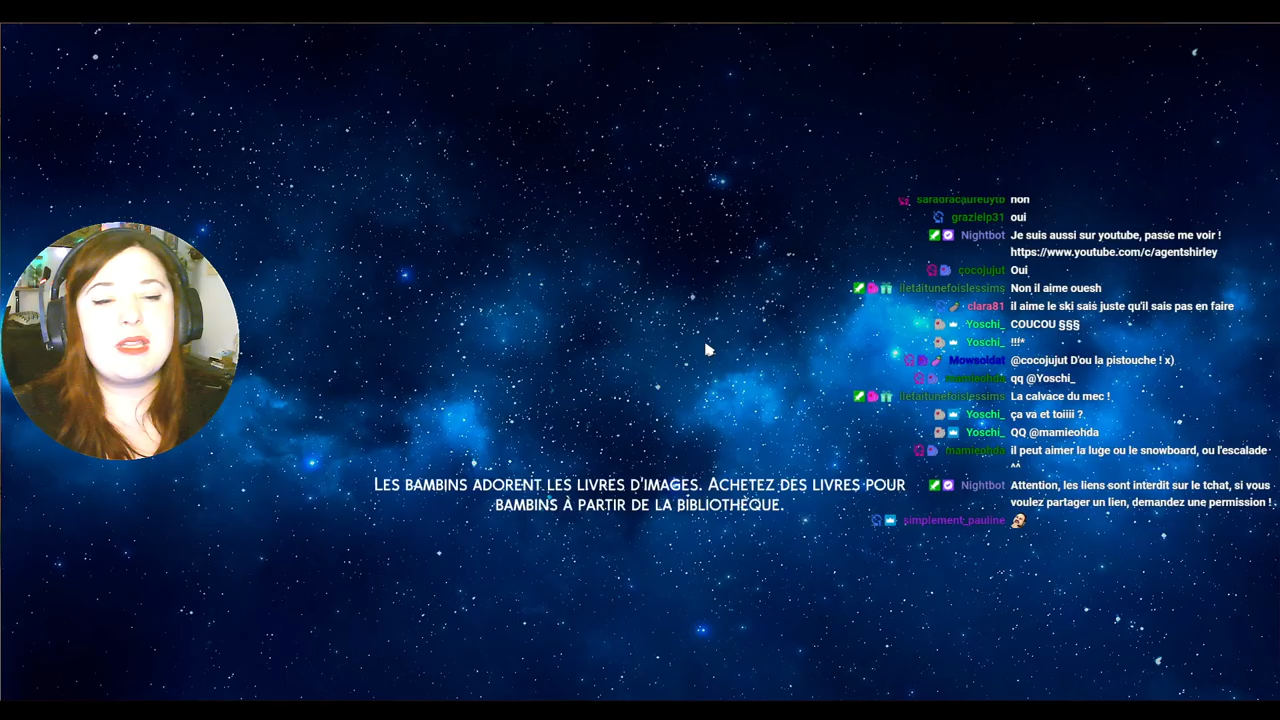 saradracaufeuytb non
grazielp31 oui
Nightbot Je suis aussi sur youtube, passe me voir !
https://www.youtube.com/c/agentshirley
cocojujut Oui
iletaitunefoislessims Non il aime ouesh
clara81 il aime le ski sais juste qu'il sais pas en faire
Yoschi_ COUCOU §§§
Yoschi_ !!!*
Mowsoldat @cocojujut D'ou la pistouche ! x)
mamieohda qq @Yoschi_
iletaitunefoislessims La calvace du mec !
Yoschi_ ça va et toiiii ?
Yoschi_ QQ @mamieohda
mamieohda il peut aimer la luge ou le snowboard, ou l'escalade
^^
Nightbot Attention, les liens sont interdit sur le tchat, si vous
voulez partager un lien, demandez une permission !
simplement_pauline
LES BAMBINS ADORENT LES LIVRES D'IMAGES. ACHETEZ DES LIVRES POUR
BAMBINS À PARTIR DE LA BIBLIOTHÈQUE.